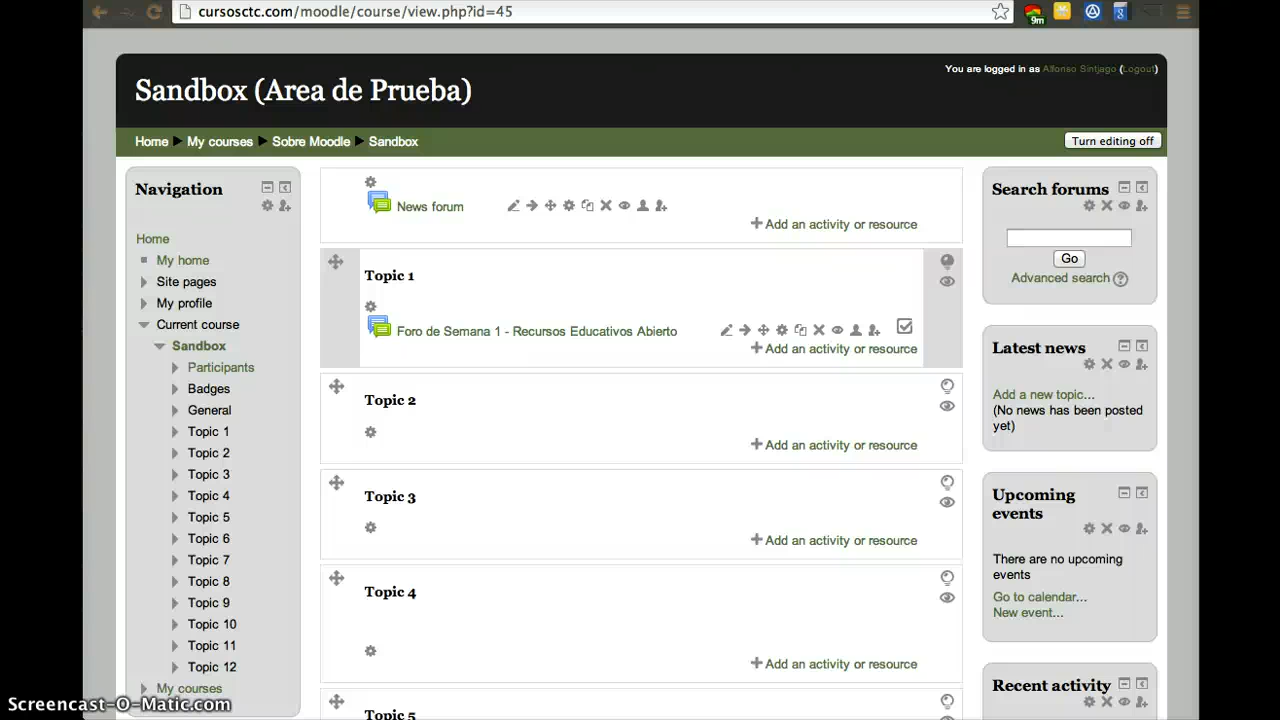 cursosctc.com/moodle/course/view.php?id=45
9m
Sandbox (Area de Prueba)
You are logged in as Alfonso Sintjago (Logout)
Home My courses Sobre Moodle Sandbox
Turn editing off
Navigation
Home
My home
Site pages
My profile
Current course
Sandbox
Participants
Badges
General
Topic 1
Topic 2
Topic 3
Topic 4
Topic 5
Topic 6
Topic 7
Topic 8
Topic 9
Topic 10
Topic 11
Topic 12
My courses
News forum
Add an activity or resource
Topic 1
Foro de Semana 1 - Recursos Educativos Abierto
Add an activity or resource
Topic 2
Add an activity or resource
Topic 3
Add an activity or resource
Topic 4
Add an activity or resource
Topic 5
Search forums
Go
Advanced search
Latest news
Add a new topic...
(No news has been posted
yet)
Upcoming
events
There are no upcoming
events
Go to calendar...
New event...
Recent activity
Screencast-O-Matic.com